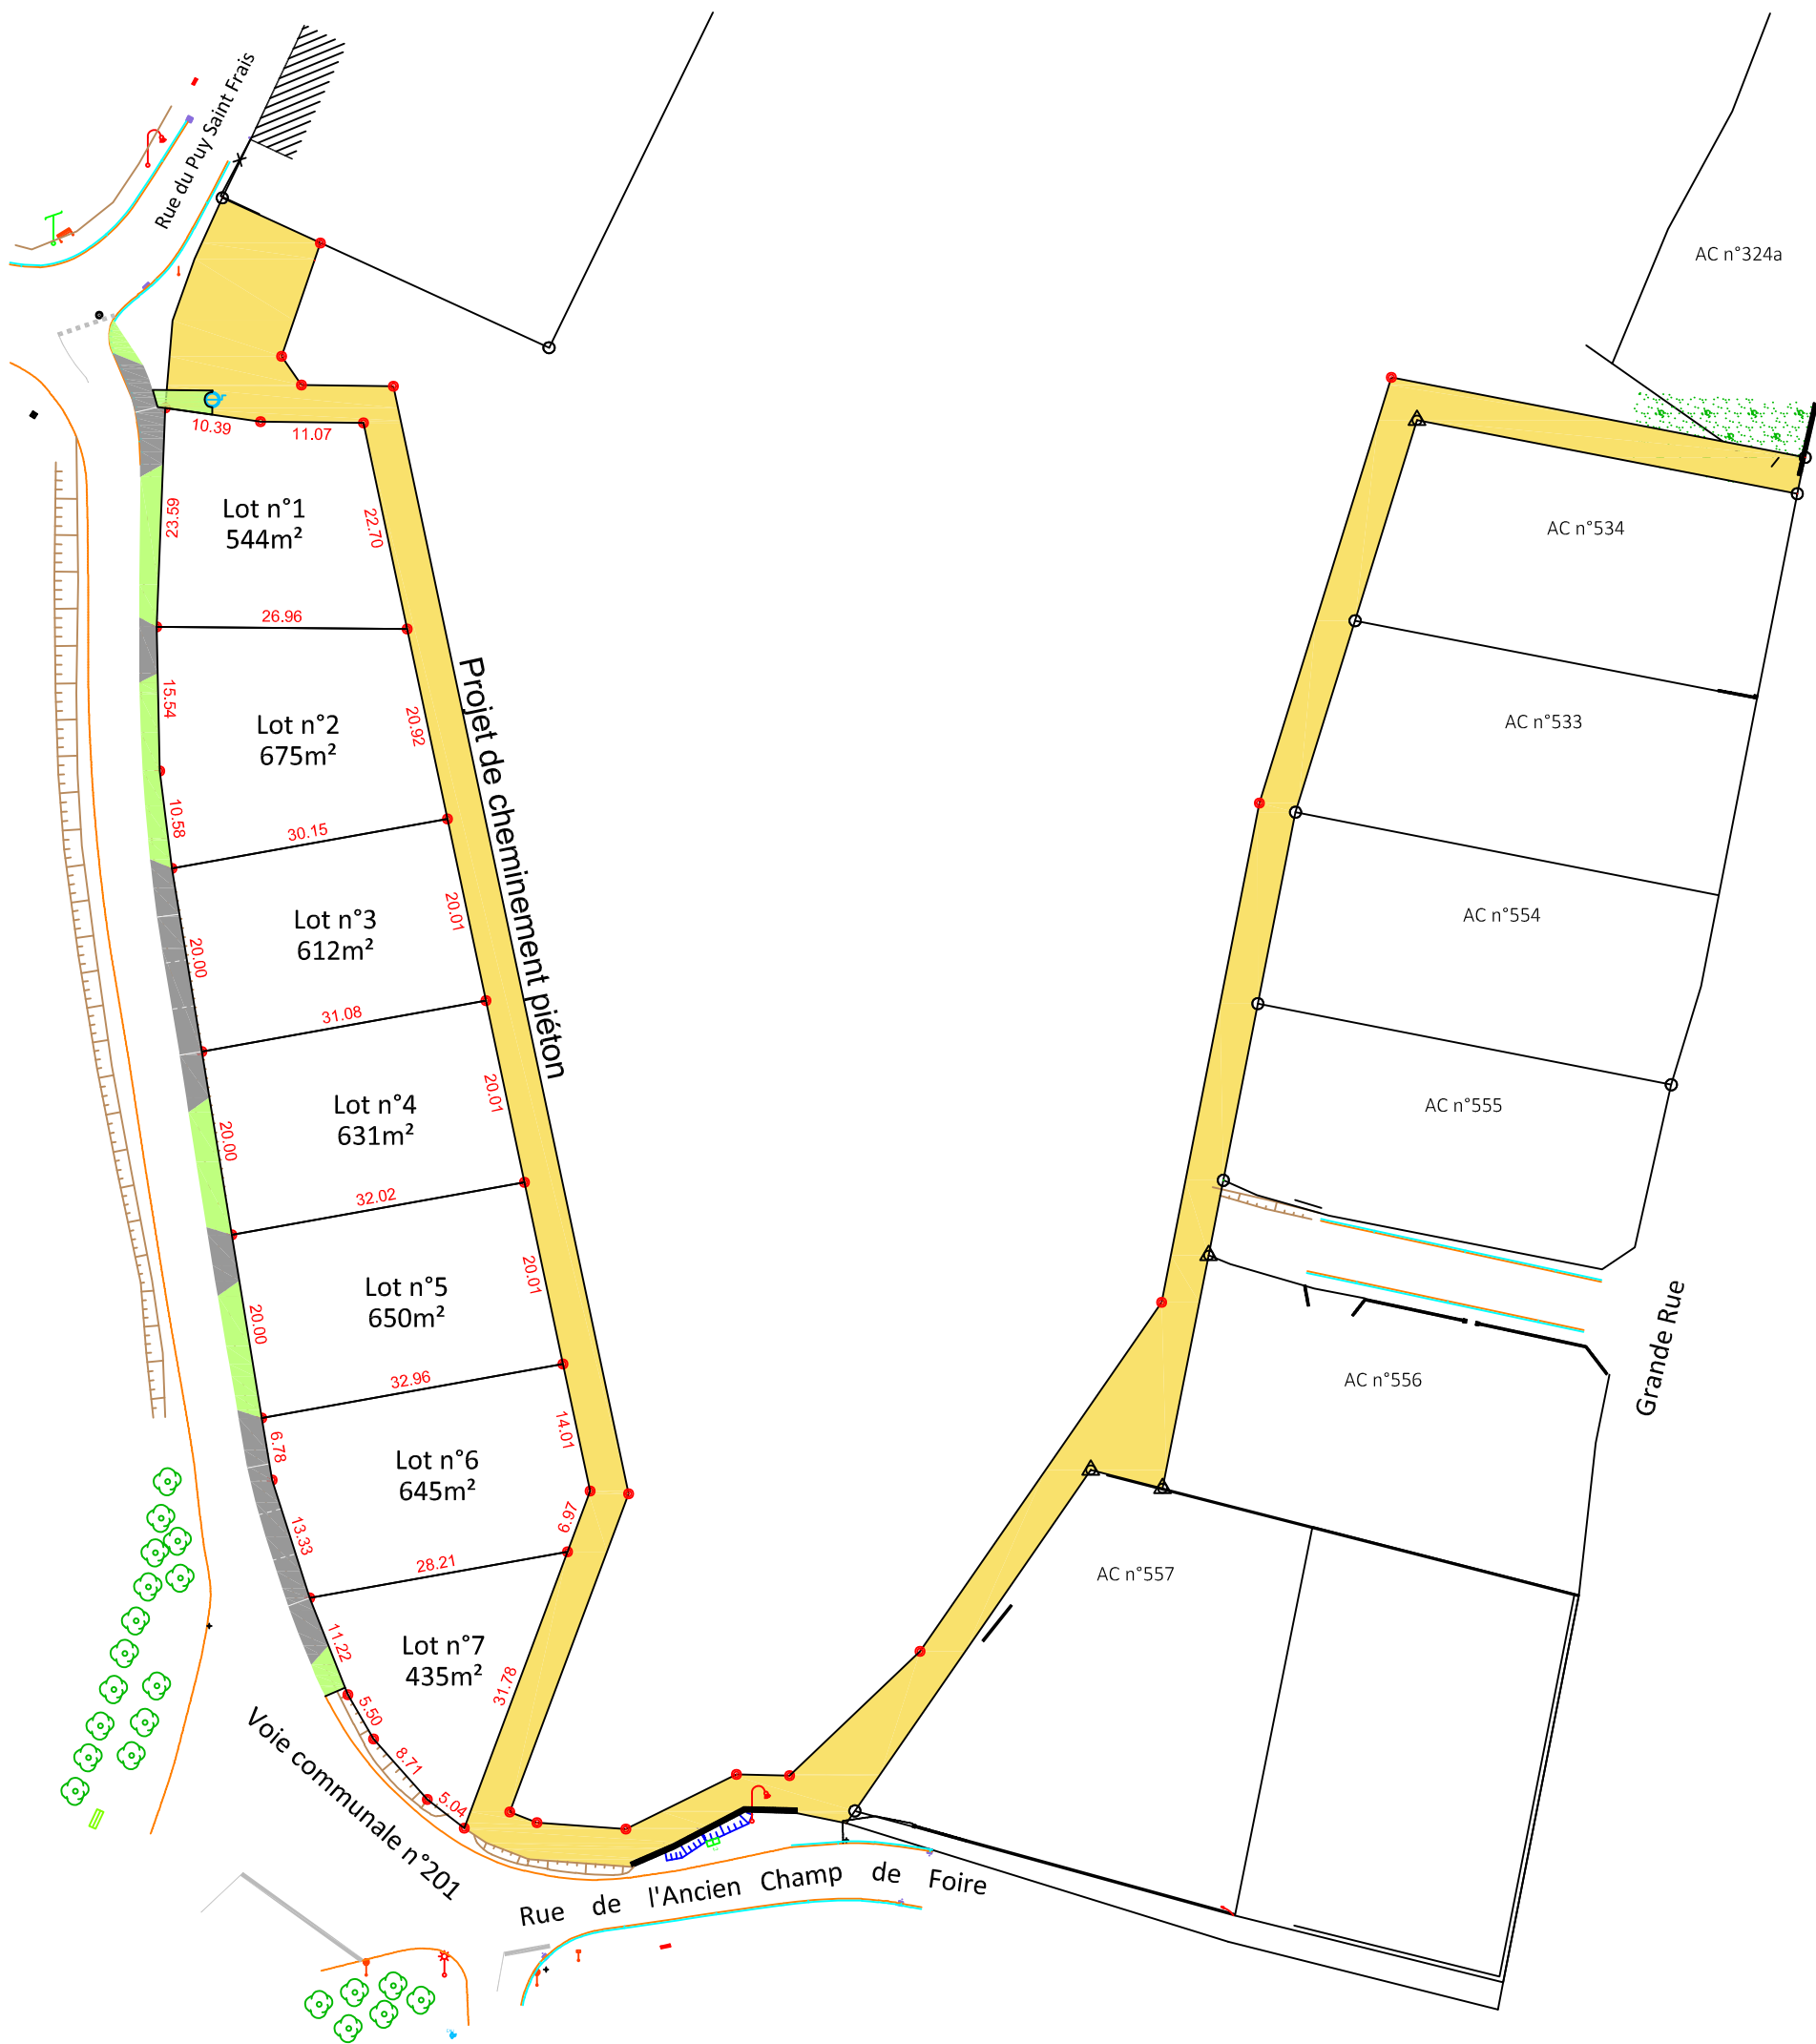 Rue du Puy Saint Frais
AC n°324a
10.39
11.07
Lot n°1
544m²
23.59
22.70
AC n°534
26.96
Projet de cheminement piéton
15.54
Lot n°2
675m²
20.92
AC n°533
10.58
30.15
Lot n°3
612m²
20.01
20.00
AC n°554
31.08
Lot n°4
631m²
20.01
20.00
AC n°555
32.02
Lot n°5
650m²
20.01
20.00
Grande Rue
32.96
AC n°556
14.01
6.78
Lot n°6
645m²
13.33
6.97
28.21
AC n°557
11.22
Lot n°7
435m²
31.78
5.50
8.71
5.04
Voie communale n°201
Rue de l'Ancien Champ de Foire